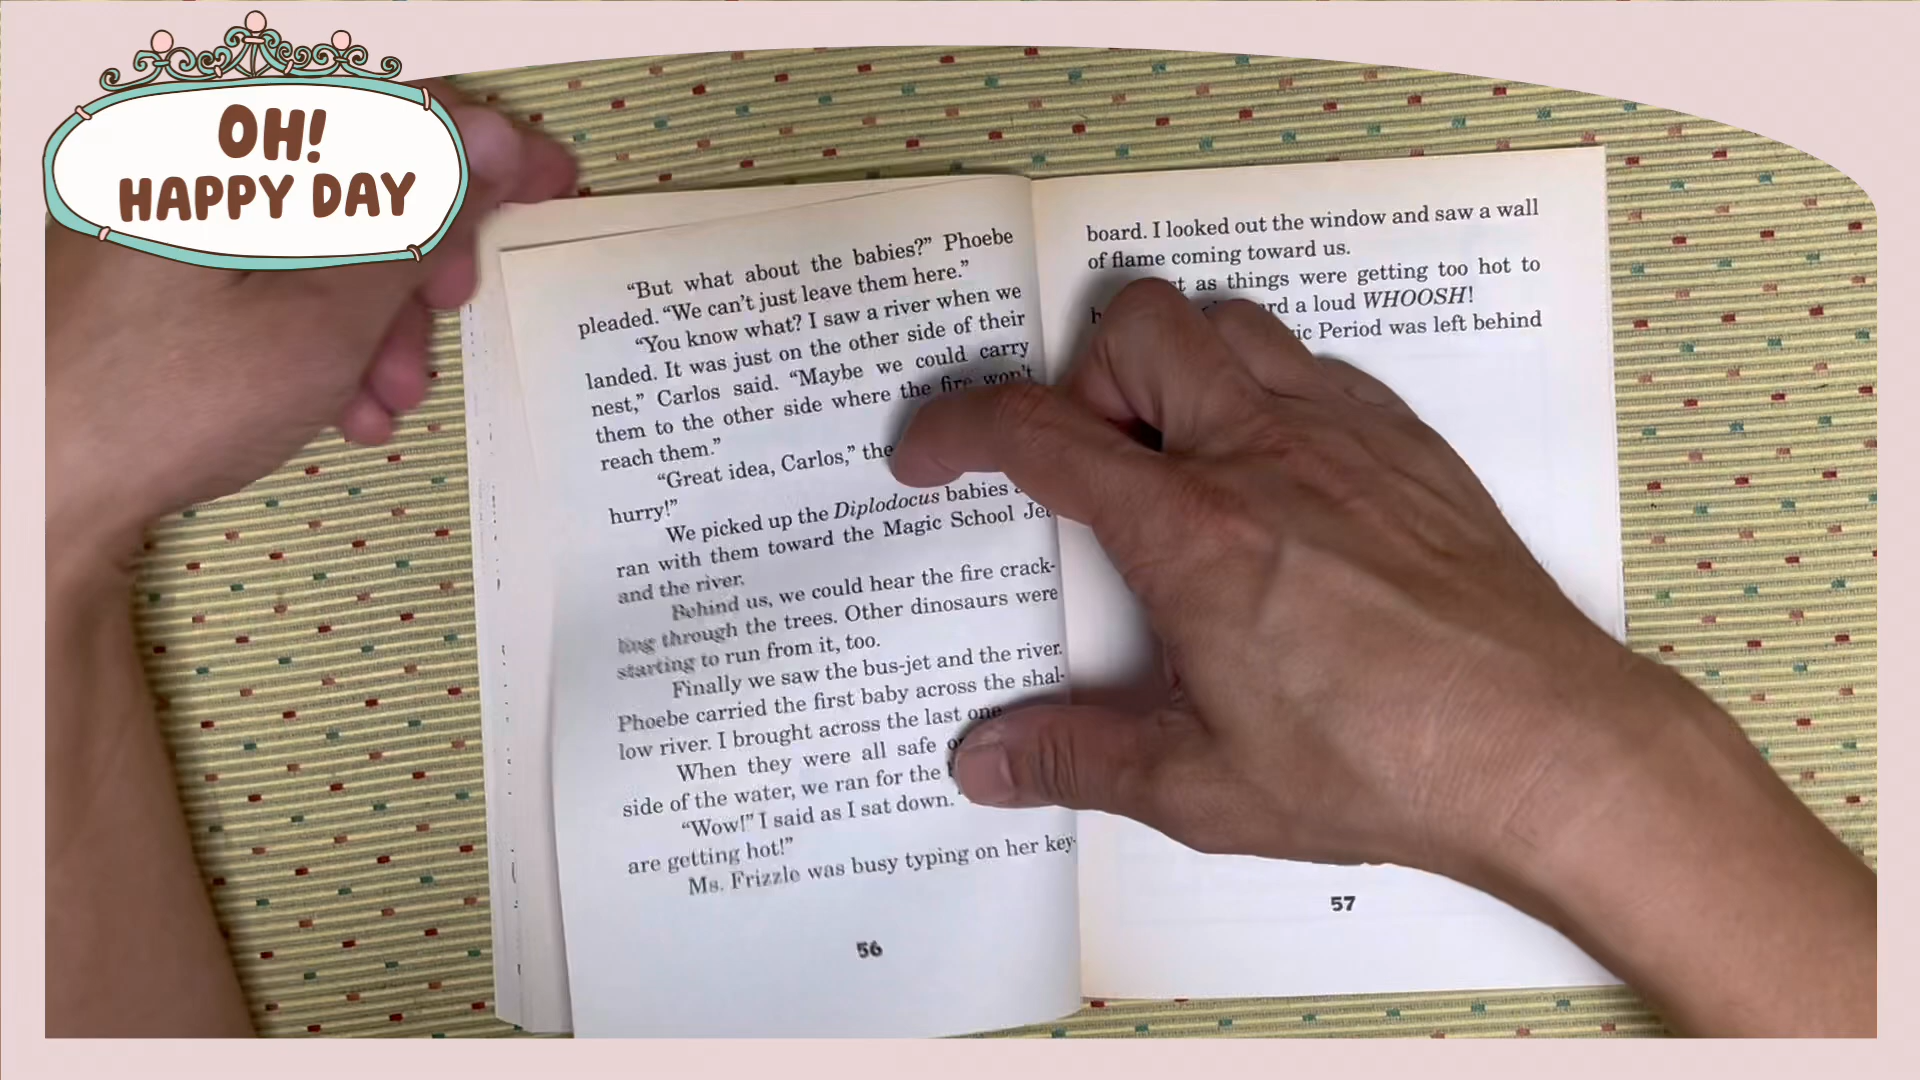 OH!
HAPPY DAY
“But what about the babies?” Phoebe
pleaded. “We can’t just leave them here.”
“You know what? I saw a river when we
landed. It was just on the other side of their
nest,” Carlos said. “Maybe we could carry
them to the other side where the fire won’t
reach them.”
“Great idea, Carlos,” the
hurry!”
We picked up the Diplodocus babies
ran with them toward the Magic School Jet
and the river.
Behind us, we could hear the fire crack-
ling through the trees. Other dinosaurs were
starting to run from it, too.
Finally we saw the bus-jet and the river.
Phoebe carried the first baby across the shal-
low river. I brought across the last one
When they were all safe
side of the water, we ran for the
“Wow!” I said as I sat down.
are getting hot!”
Ms. Frizzle was busy typing on her key-
56
board. I looked out the window and saw a wall
of flame coming toward us.
as things were getting too hot to
a loud WHOOSH!
Period was left behind
57